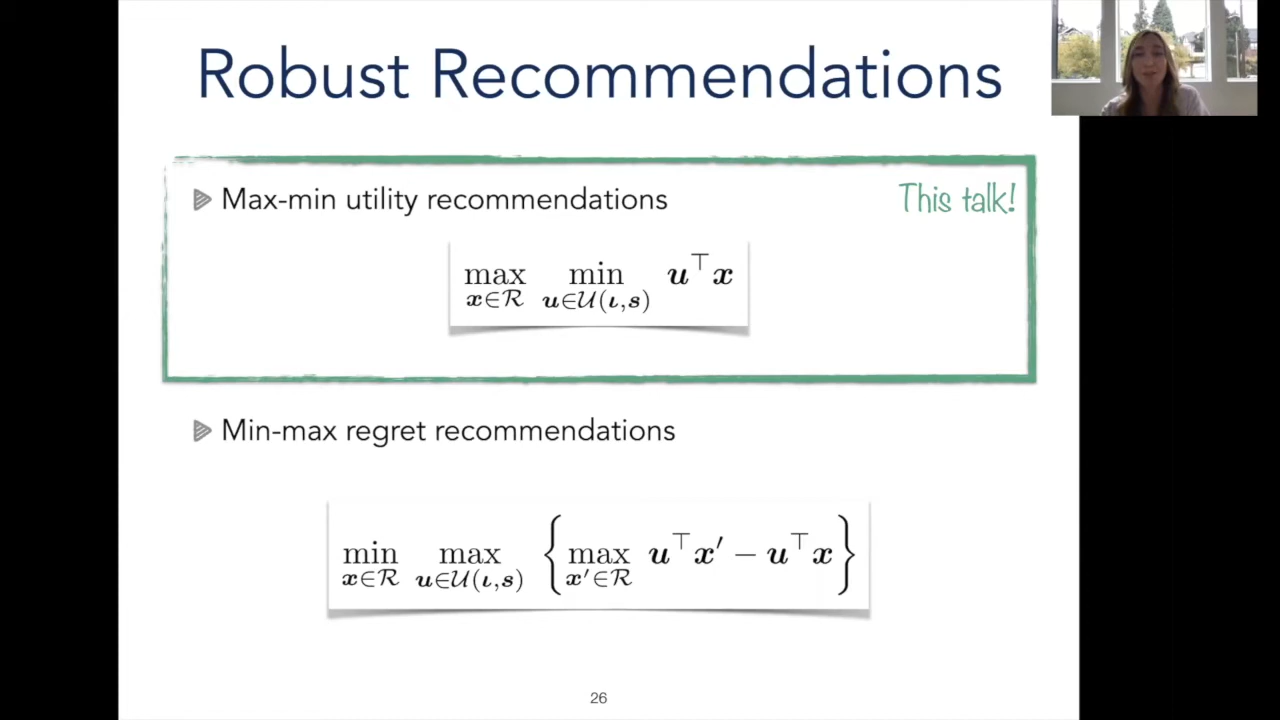 Robust Recommendations
Max-min utility recommendations
This talk!
max min u⊤x
x∈R u∈U(ι,s)
Min-max regret recommendations
min max { max u⊤x′ − u⊤x }
x∈R u∈U(ι,s) x′∈R
26